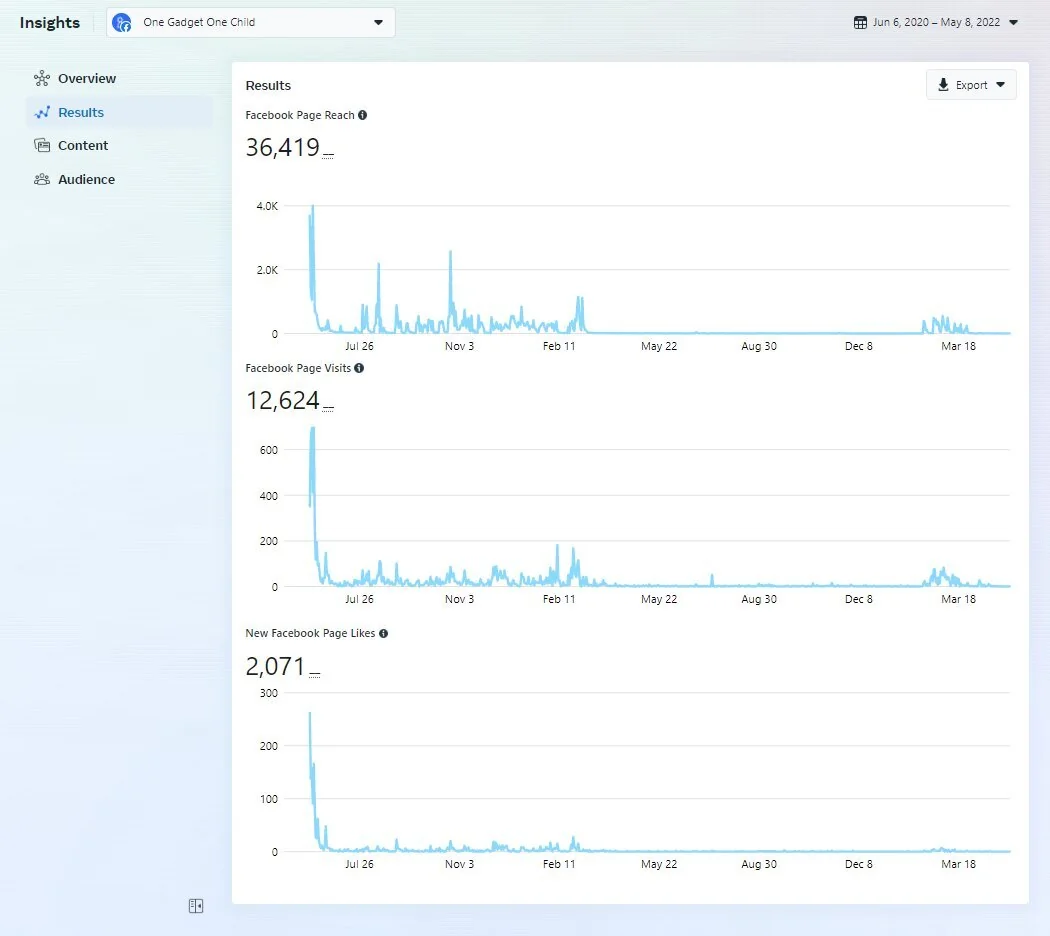 Insights
One Gadget One Child
Jun 6, 2020 – May 8, 2022
Overview
Results
Content
Audience
Results
Export
Facebook Page Reach
36,419
4.0K
2.0K
0
Jul 26 Nov 3 Feb 11 May 22 Aug 30 Dec 8 Mar 18
Facebook Page Visits
12,624
600
400
200
0
Jul 26 Nov 3 Feb 11 May 22 Aug 30 Dec 8 Mar 18
New Facebook Page Likes
2,071
300
200
100
0
Jul 26 Nov 3 Feb 11 May 22 Aug 30 Dec 8 Mar 18